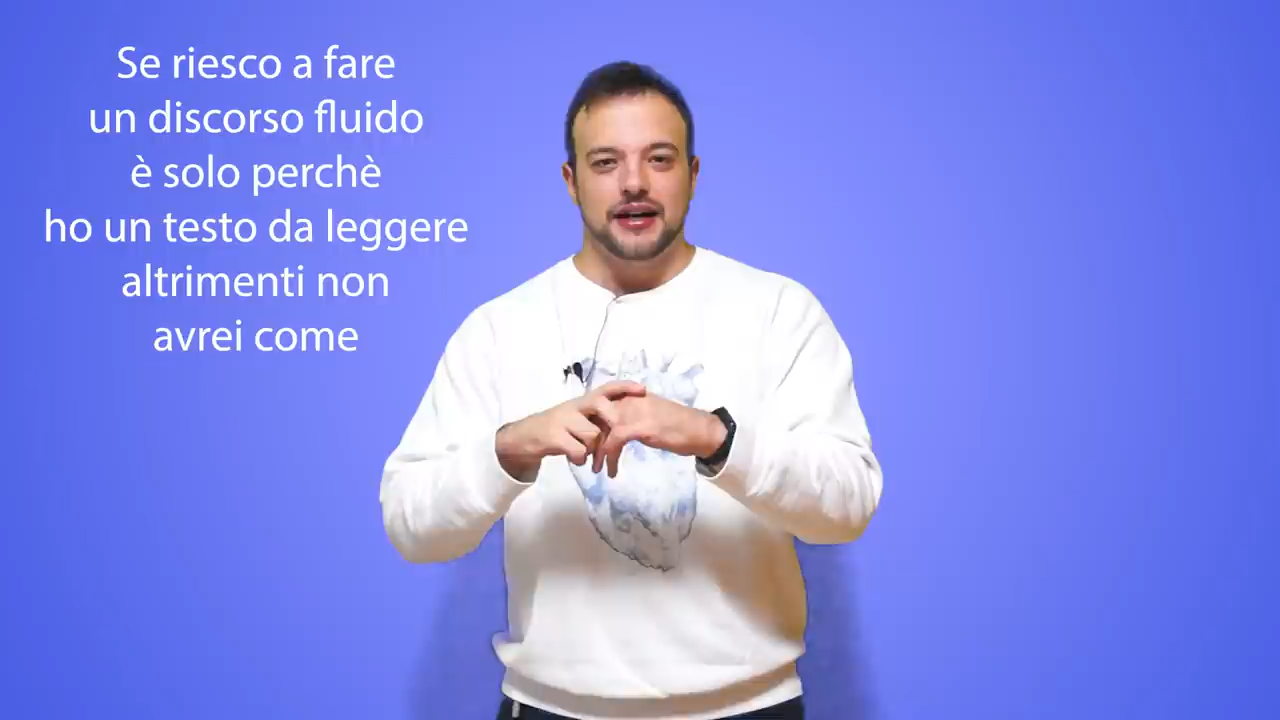 Se riesco a fare
un discorso fluido
è solo perchè
ho un testo da leggere
altrimenti non
avrei come